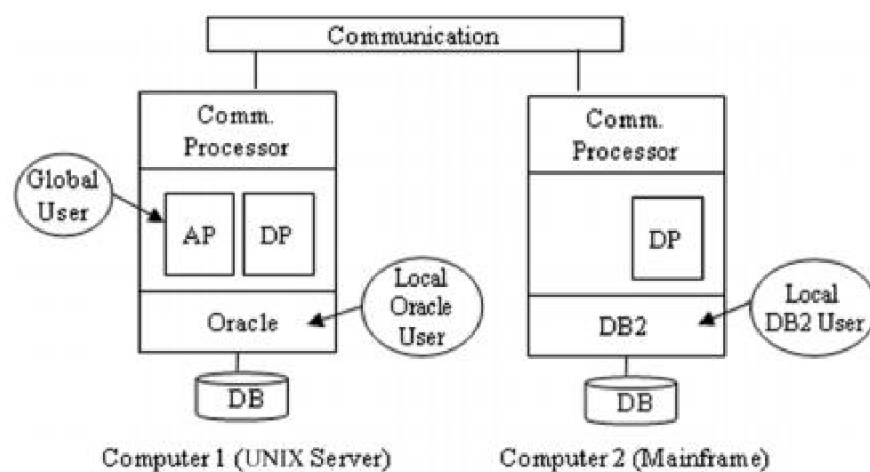 Communication
Comm.
Processor
Global
User
AP
DP
Oracle
Local
Oracle
User
DB
Computer 1 (UNIX Server)
Comm.
Processor
DP
DB2
Local
DB2 User
DB
Computer 2 (Mainframe)